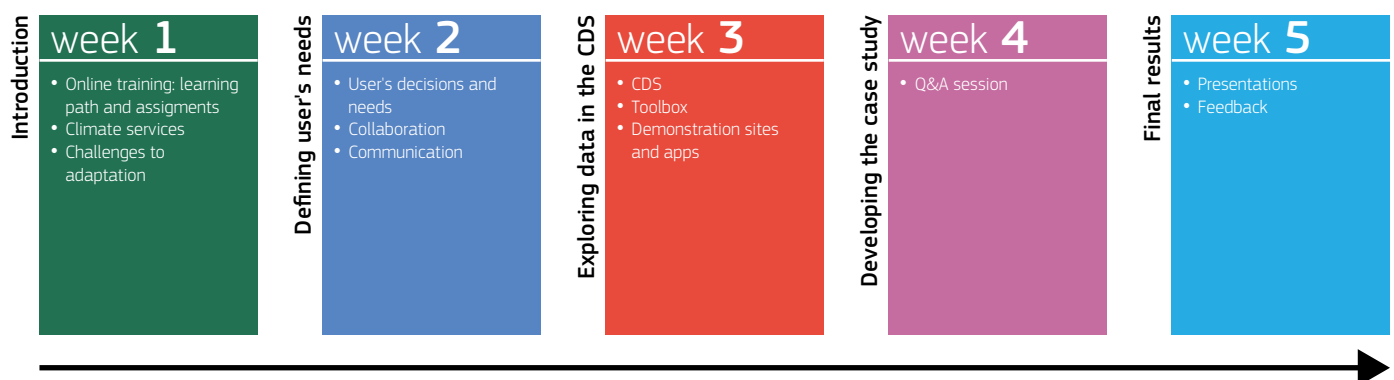 Introduction
week 1
• Online training: learning
path and assigments
• Climate services
• Challenges to
adaptation
Defining user's needs
week 2
• User's decisions and
needs
• Collaboration
• Communication
Exploring data in the CDS
week 3
• CDS
• Toolbox
• Demonstration sites
and apps
Developing the case study
week 4
• Q&A session
Final results
week 5
• Presentations
• Feedback